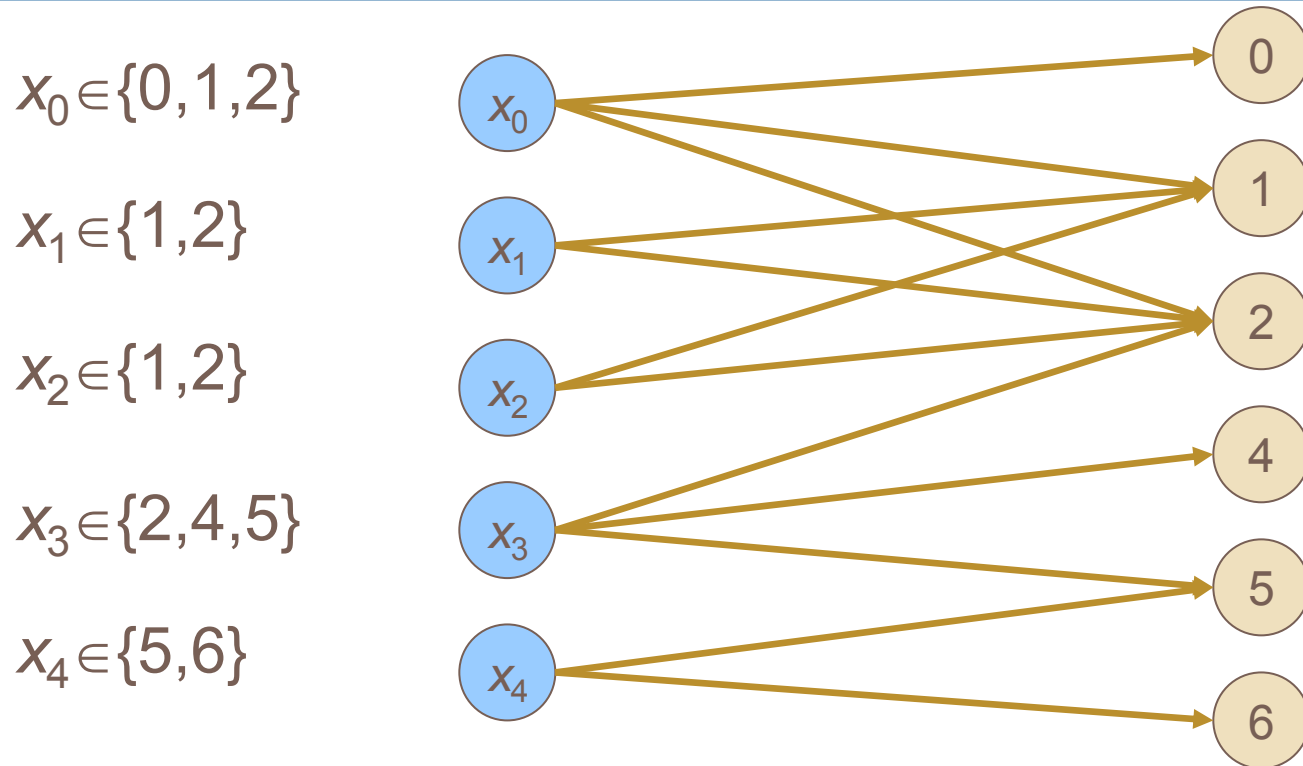 x₀∈{0,1,2}
x₁∈{1,2}
x₂∈{1,2}
x₃∈{2,4,5}
x₄∈{5,6}
x₀
x₁
x₂
x₃
x₄
0
1
2
4
5
6